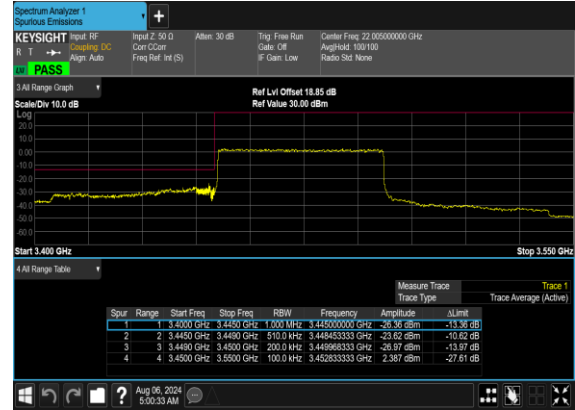 Spectrum Analyzer 1
Spurious Emissions
KEYSIGHT Input: RF Input Z: 50 Ω Atten: 30 dB Trig: Free Run Center Freq: 22.005000000 GHz
R T Coupling: DC Corr CCorr Gate: Off Avg|Hold: 100/100
Align: Auto Freq Ref: Int (S) IF Gain: Low Radio Std: None
PASS
3 All Range Graph
Ref Lvl Offset 18.85 dB
Scale/Div 10.0 dB Ref Value 30.00 dBm
Log
20.0
10.0
0.00
-10.0
-20.0
-30.0
-40.0
-50.0
-60.0
Start 3.400 GHz Stop 3.550 GHz
4 All Range Table
Measure Trace Trace 1
Trace Type Trace Average (Active)
Spur Range Start Freq Stop Freq RBW Frequency Amplitude ΔLimit
1 1 3.4000 GHz 3.4450 GHz 1.000 MHz 3.445000000 GHz -26.36 dBm -13.36 dB
2 2 3.4450 GHz 3.4490 GHz 510.0 kHz 3.448453333 GHz -23.62 dBm -10.62 dB
3 3 3.4490 GHz 3.4500 GHz 200.0 kHz 3.449968333 GHz -26.97 dBm -13.97 dB
4 4 3.4500 GHz 3.5500 GHz 100.0 kHz 3.452833333 GHz 2.387 dBm -27.61 dB
? Aug 06, 2024
5:00:33 AM